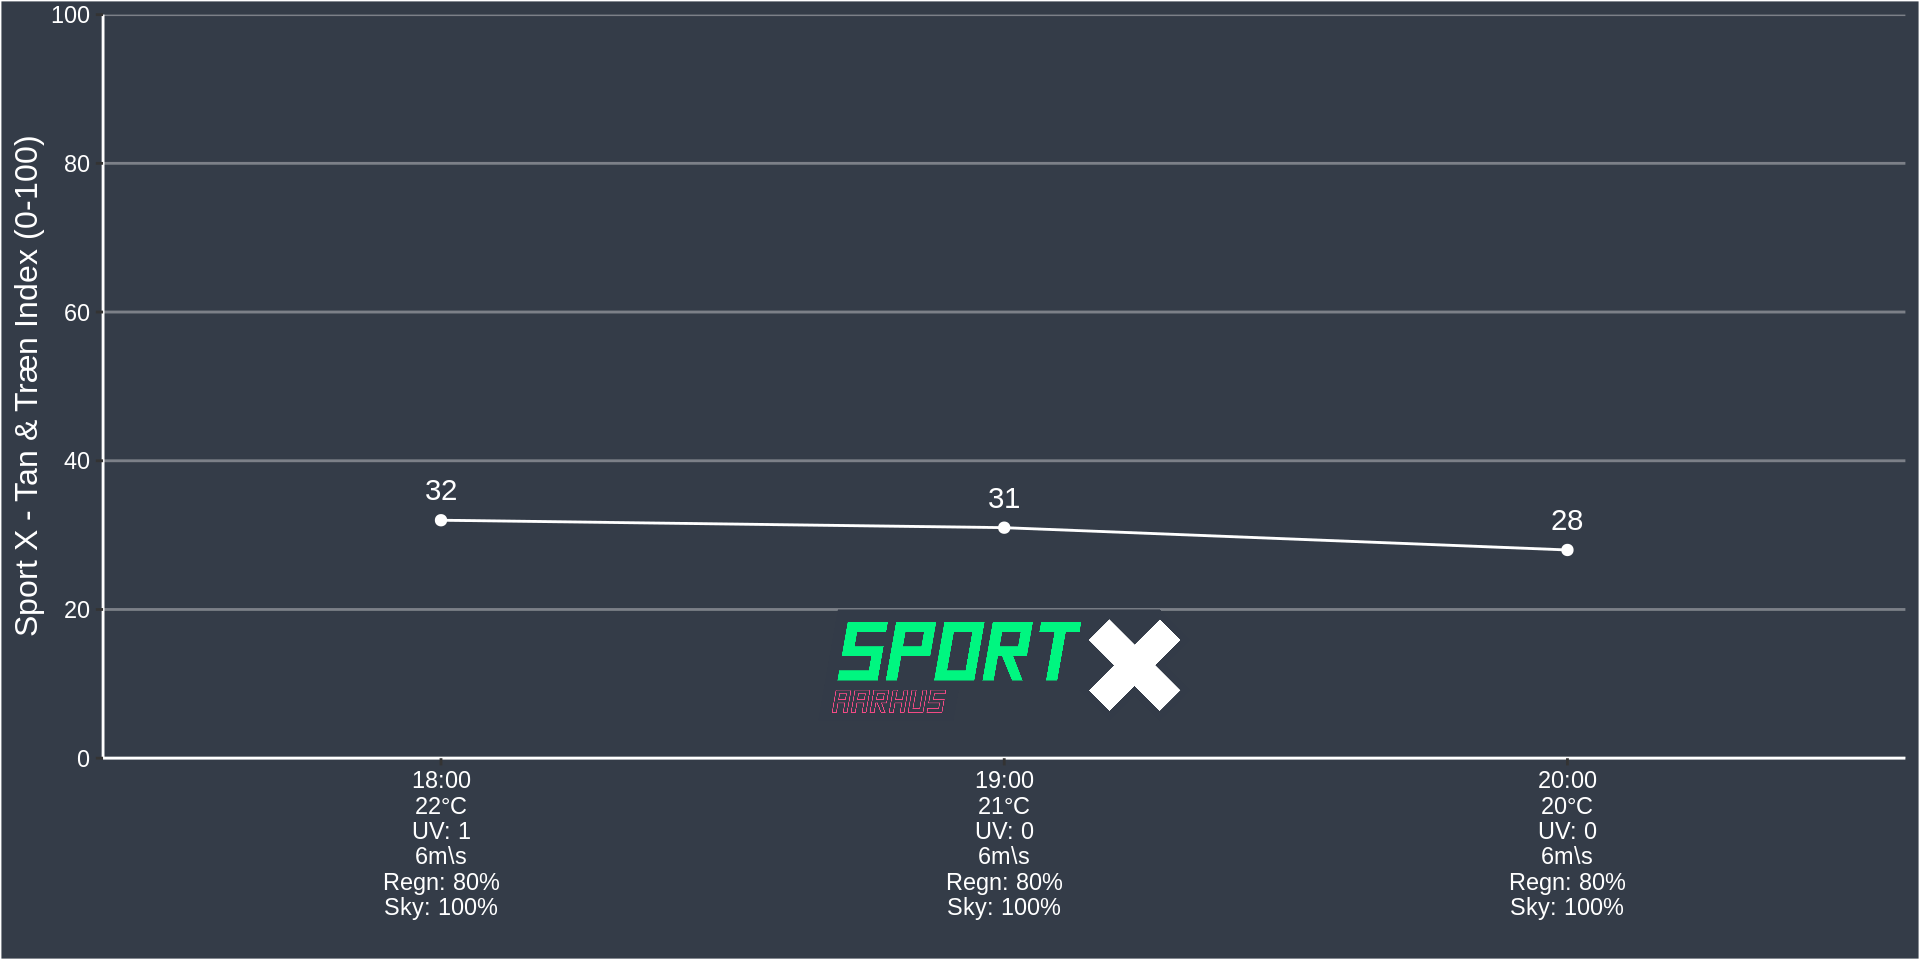 Sport X - Tan & Træn Index (0-100)
100
80
60
40
20
0
32
31
28
SPORT X
AARHUS
18:00
22°C
UV: 1
6m\s
Regn: 80%
Sky: 100%
19:00
21°C
UV: 0
6m\s
Regn: 80%
Sky: 100%
20:00
20°C
UV: 0
6m\s
Regn: 80%
Sky: 100%